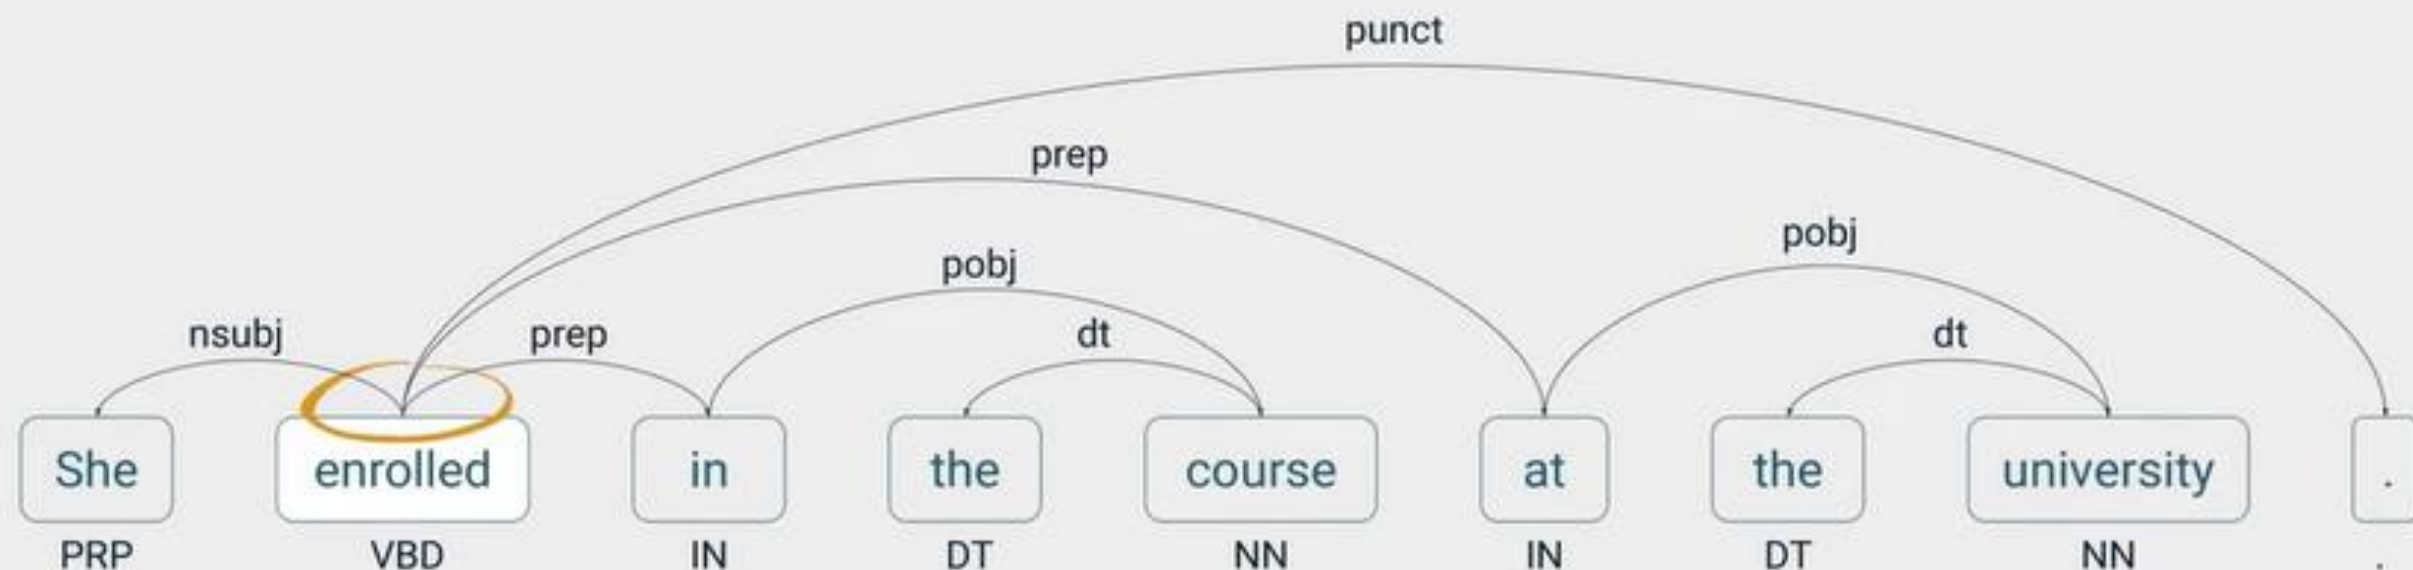 punct
prep
pobj
pobj
nsubj prep dt dt
She enrolled in the course at the university .
PRP VBD IN DT NN IN DT NN .